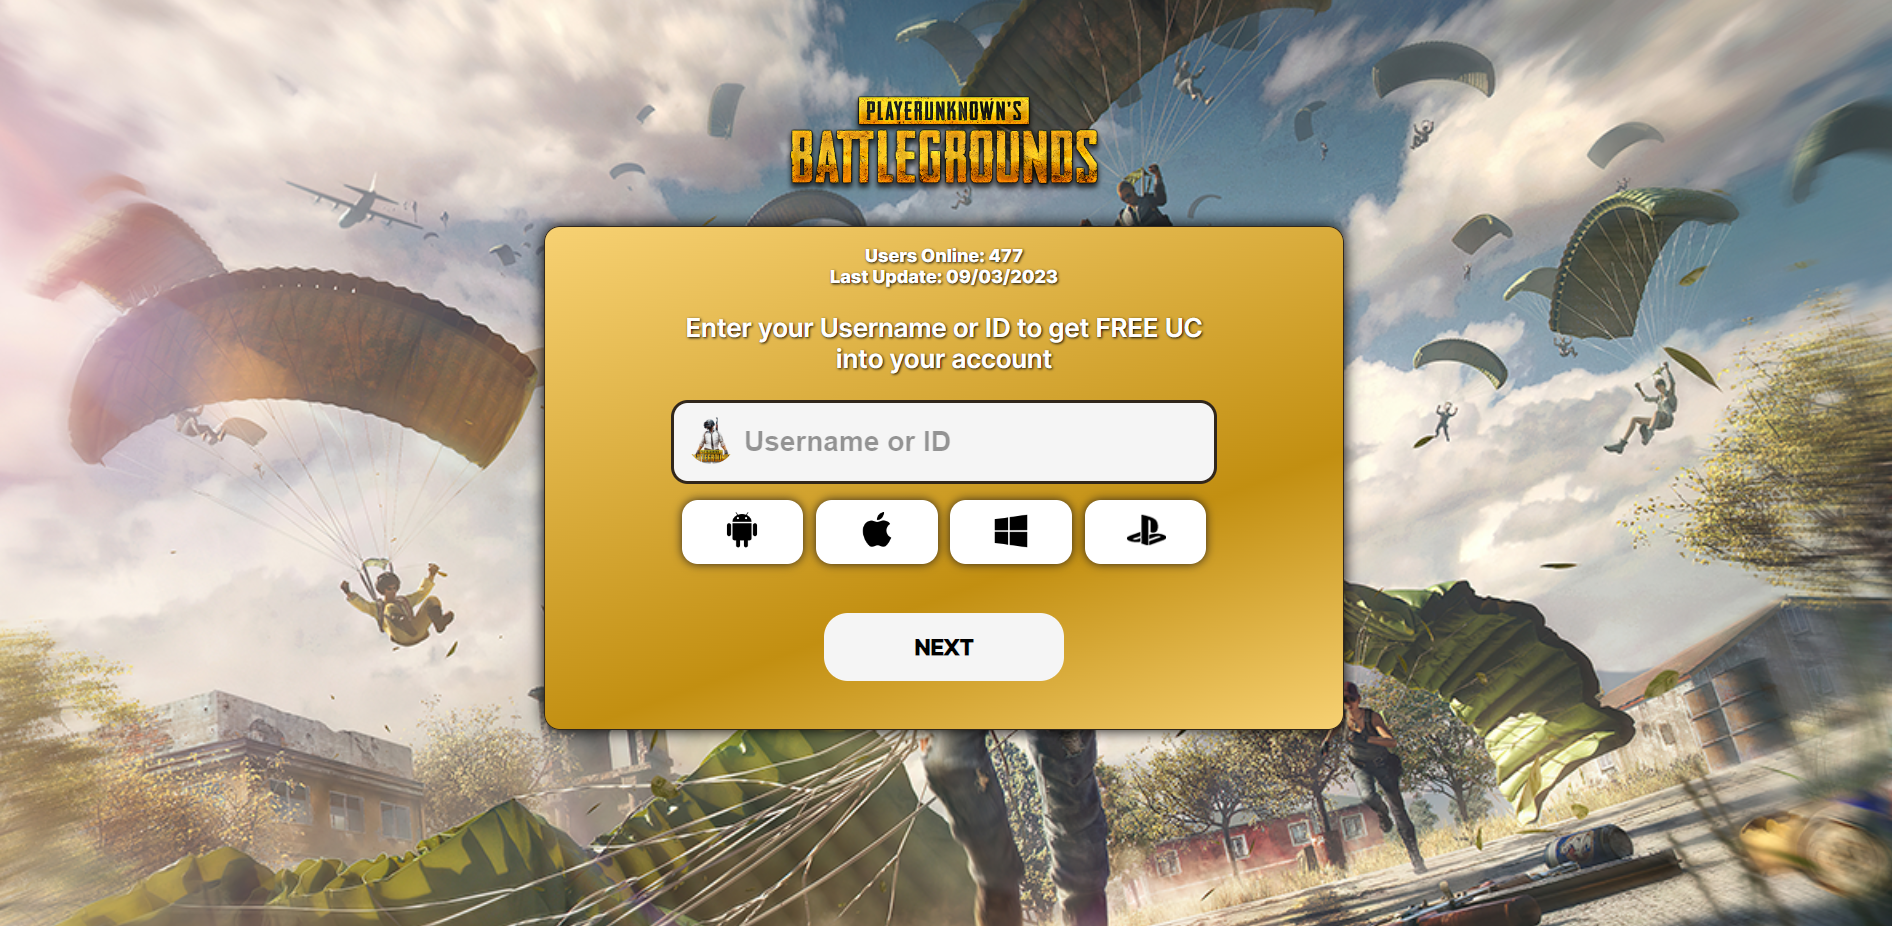 PLAYERUNKNOWN'S
BATTLEGROUNDS
Users Online: 477
Last Update: 09/03/2023
Enter your Username or ID to get FREE UC
into your account
Username or ID
NEXT